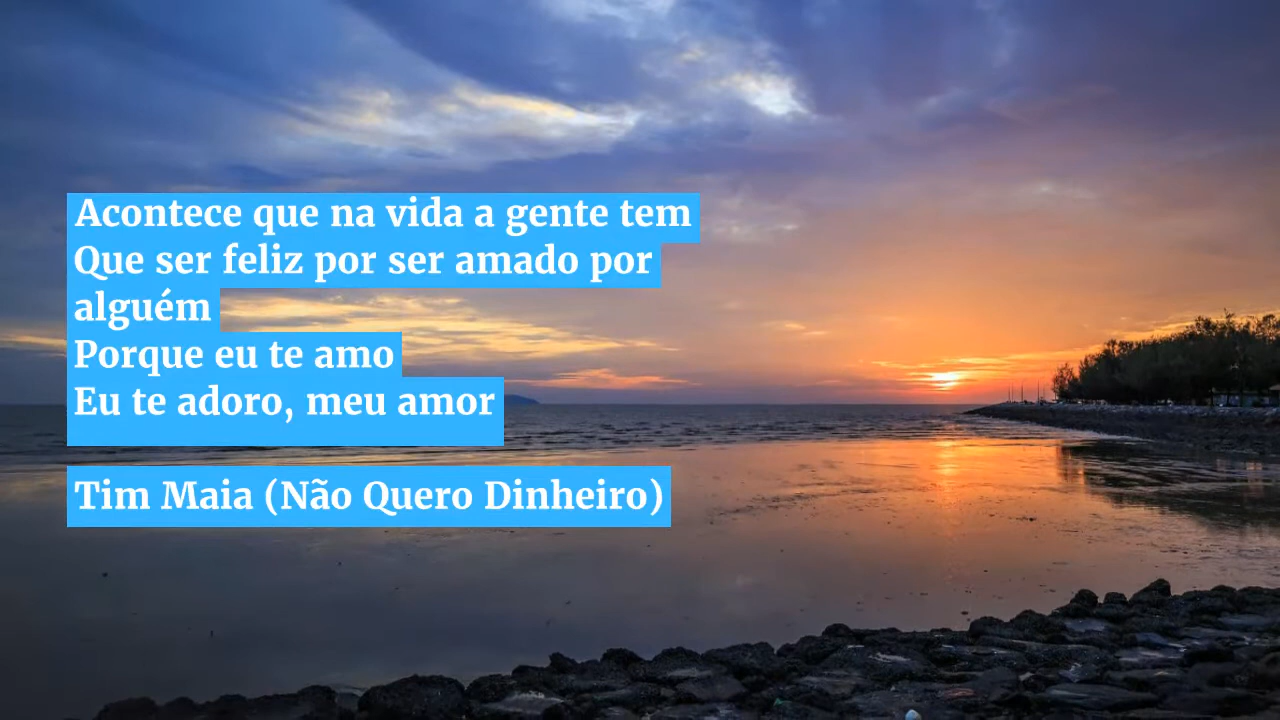 Acontece que na vida a gente tem
Que ser feliz por ser amado por
alguém
Porque eu te amo
Eu te adoro, meu amor
Tim Maia (Não Quero Dinheiro)